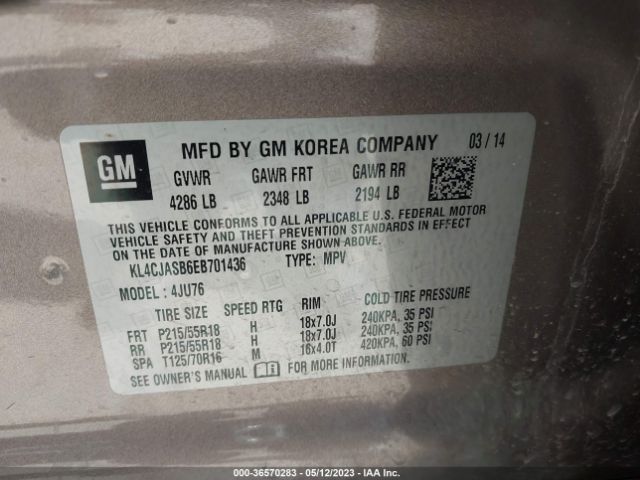 GM
MFD BY GM KOREA COMPANY 03 / 14
GVWR GAWR FRT GAWR RR
4286 LB 2348 LB 2194 LB
THIS VEHICLE CONFORMS TO ALL APPLICABLE U.S. FEDERAL MOTOR
VEHICLE SAFETY AND THEFT PREVENTION STANDARDS IN EFFECT
ON THE DATE OF MANUFACTURE SHOWN ABOVE.
KL4CJASB6EB701436 TYPE: MPV
MODEL : 4JU76
TIRE SIZE SPEED RTG RIM COLD TIRE PRESSURE
FRT P215/55R18 H 18x7.0J 240KPA, 35 PSI
RR P215/55R18 H 18x7.0J 240KPA, 35 PSI
SPA T125/70R16 M 16x4.0T 420KPA, 60 PSI
SEE OWNER'S MANUAL FOR MORE INFORMATION.
000-36570283 - 05/12/2023 - IAA Inc.